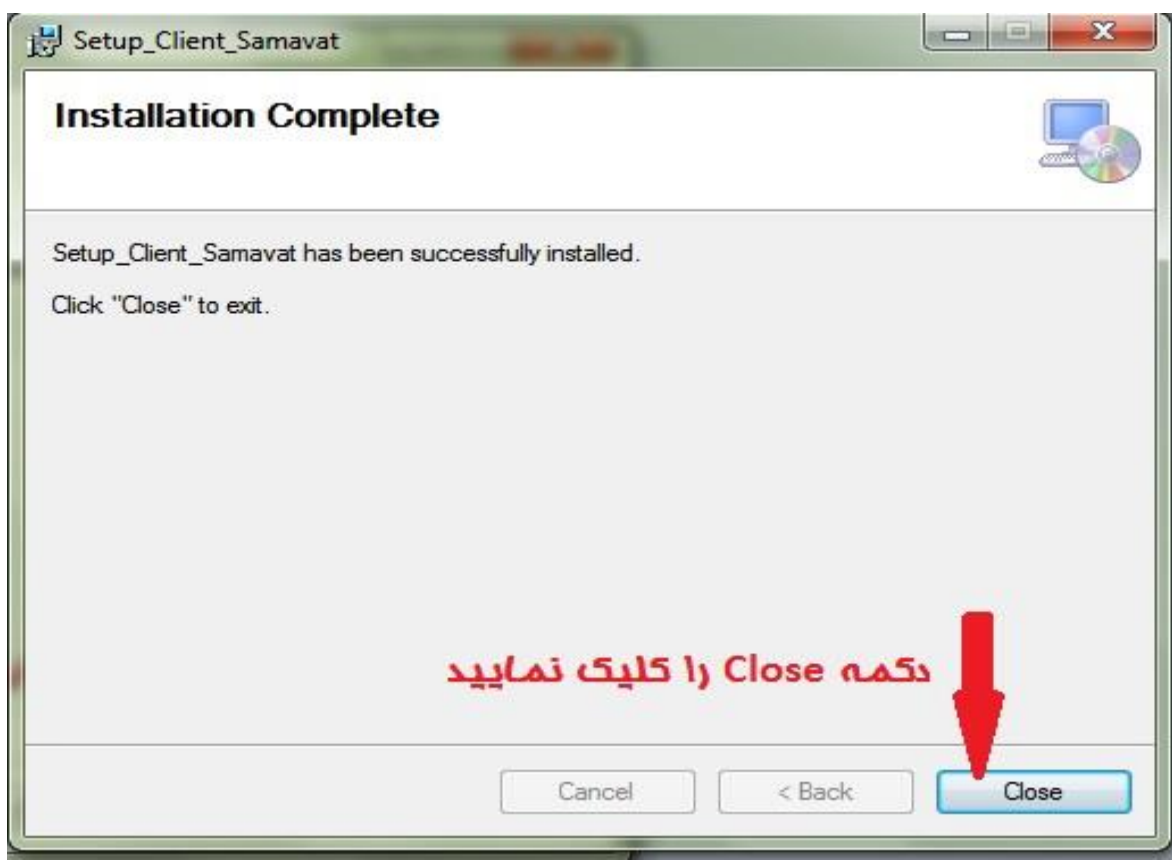 Setup_Client_Samavat
Installation Complete
Setup_Client_Samavat has been successfully installed.
Click "Close" to exit.
دکمه Close را کلیک نمایید
Cancel
< Back
Close